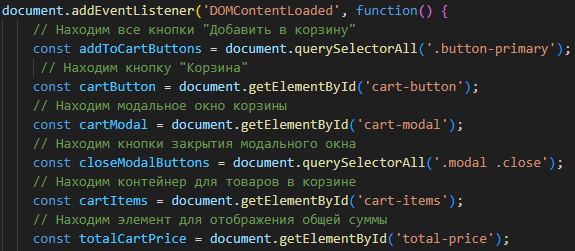 document.addEventListener('DOMContentLoaded', function() {
// Находим все кнопки "Добавить в корзину"
const addToCartButtons = document.querySelectorAll('.button-primary');
// Находим кнопку "Корзина"
const cartButton = document.getElementById('cart-button');
// Находим модальное окно корзины
const cartModal = document.getElementById('cart-modal');
// Находим кнопки закрытия модального окна
const closeModalButtons = document.querySelectorAll('.modal .close');
// Находим контейнер для товаров в корзине
const cartItems = document.getElementById('cart-items');
// Находим элемент для отображения общей суммы
const totalCartPrice = document.getElementById('total-price');